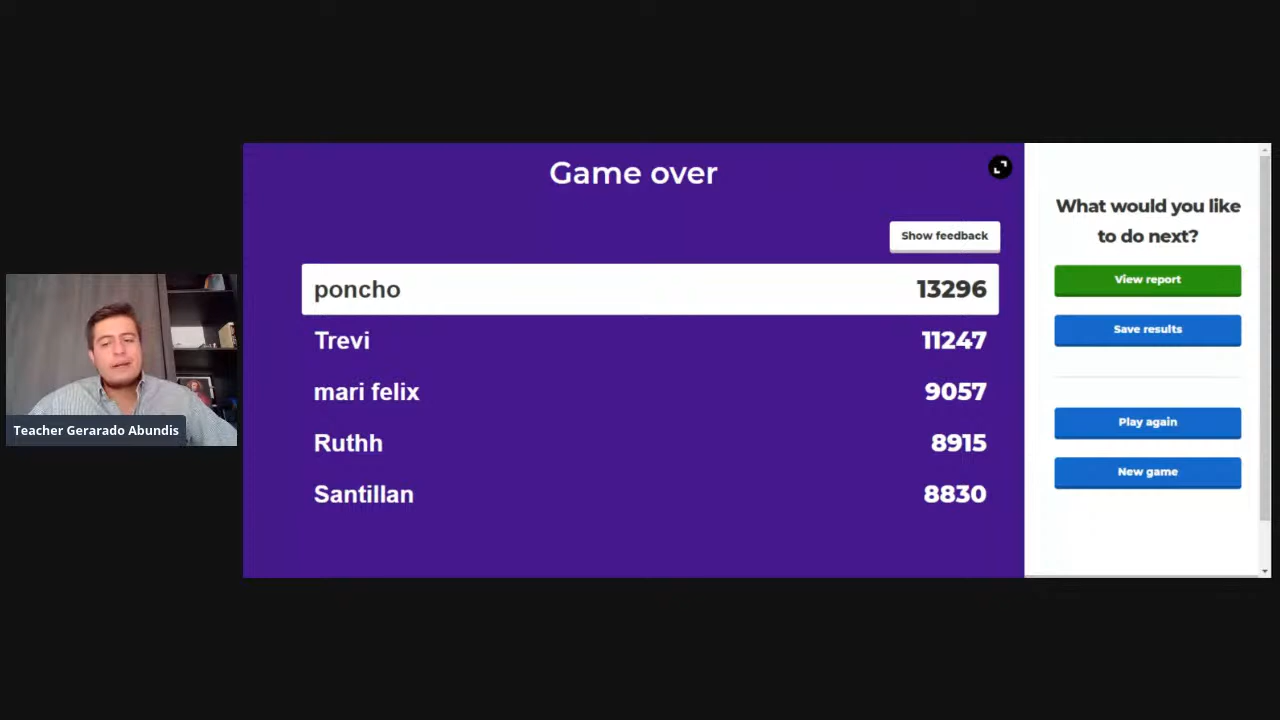 Game over
Show feedback
poncho 13296
Trevi 11247
mari felix 9057
Ruthh 8915
Santillan 8830
What would you like
to do next?
View report
Save results
Play again
New game
Teacher Gerarado Abundis